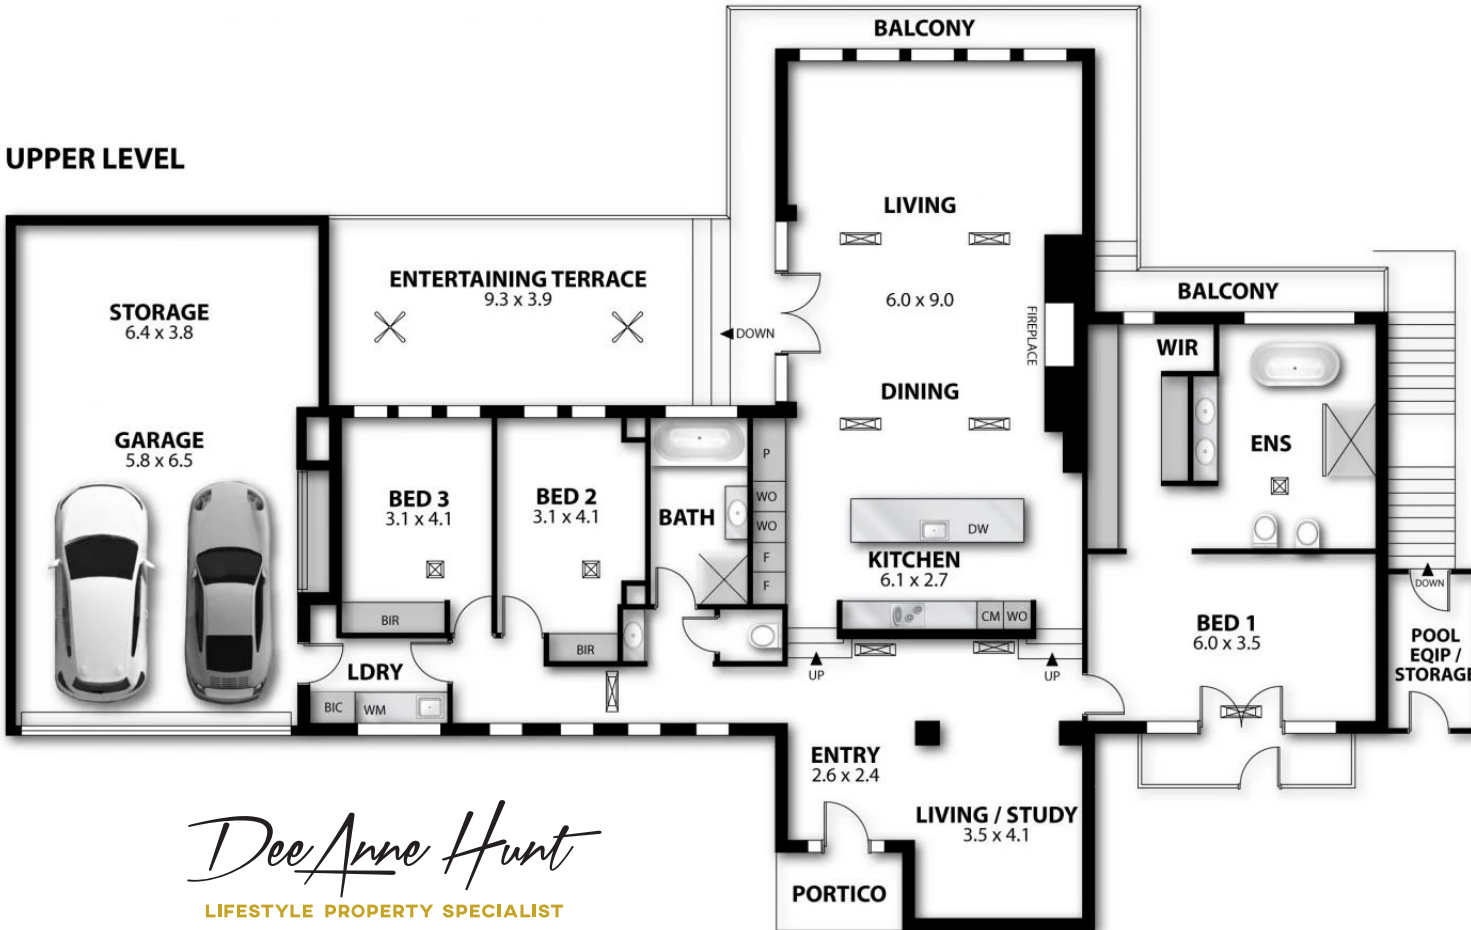 BALCONY
UPPER LEVEL
LIVING
ENTERTAINING TERRACE
9.3 x 3.9
6.0 x 9.0
BALCONY
STORAGE
6.4 x 3.8
DOWN
FIREPLACE
WIR
DINING
GARAGE
5.8 x 6.5
ENS
P
BED 3
3.1 x 4.1
BED 2
3.1 x 4.1
BATH
WO
WO
F
F
DW
KITCHEN
6.1 x 2.7
CM
WO
DOWN
BIR
BIR
BED 1
6.0 x 3.5
POOL
EQIP /
STORAGE
LDRY
UP
UP
BIC
WM
ENTRY
2.6 x 2.4
LIVING / STUDY
3.5 x 4.1
PORTICO
DeeAnne Hunt
LIFESTYLE PROPERTY SPECIALIST